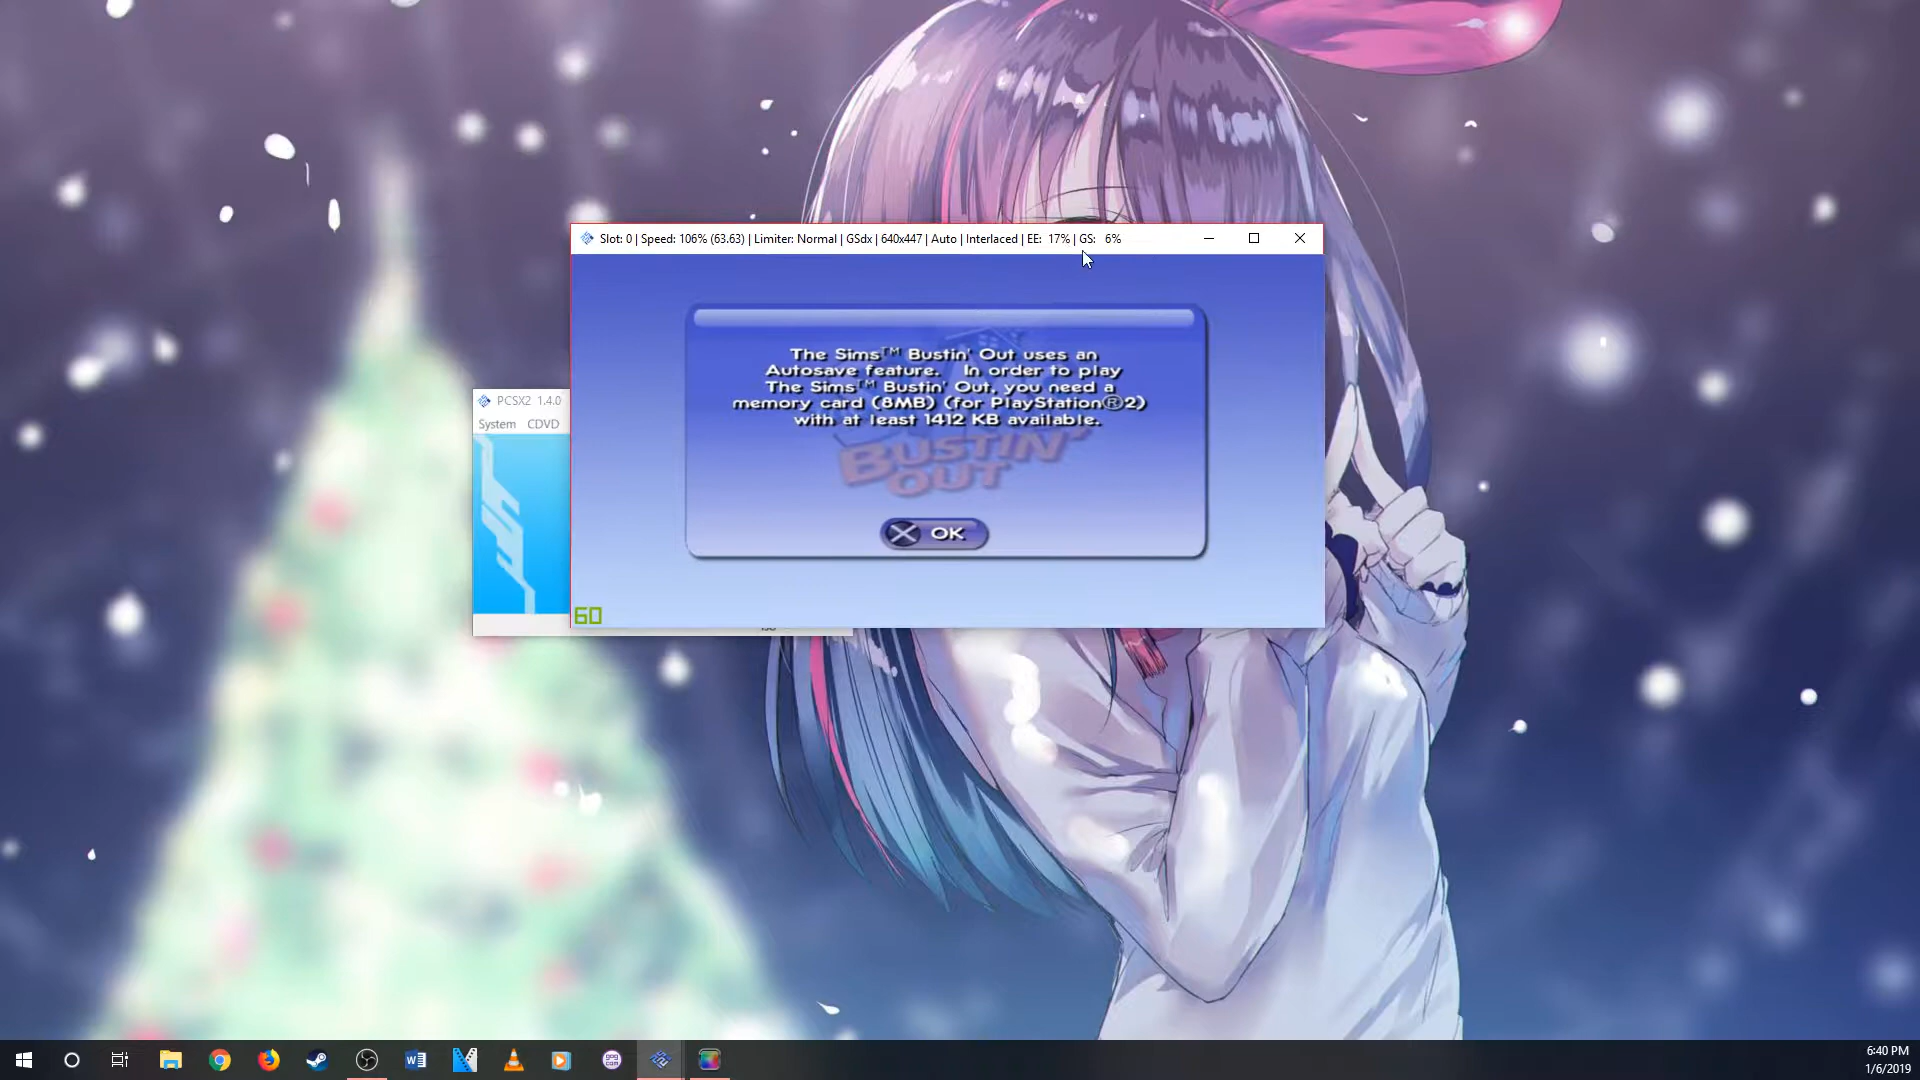 Slot: 0 | Speed: 106% (63.63) | Limiter: Normal | GSdx | 640x447 | Auto | Interlaced | EE: 17% | GS: 6%
The Sims™ Bustin' Out uses an
Autosave feature. In order to play
The Sims™ Bustin' Out, you need a
memory card (8MB) (for PlayStation®2)
with at least 1412 KB available.
BUSTIN'
OUT
OK
60
PCSX2 1.4.0
System CDVD
6:40 PM
1/6/2019